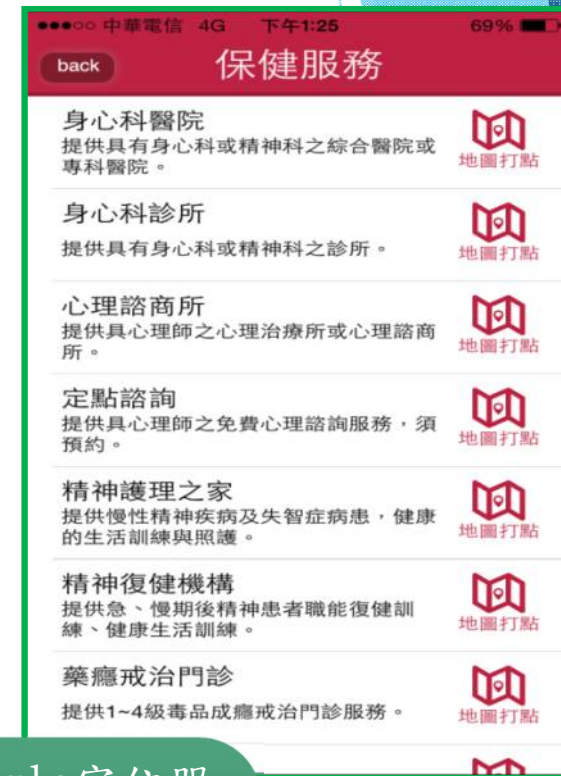 中華電信 4G 下午1:25 69%
back 保健服務
身心科醫院
提供具有身心科或精神科之綜合醫院或
專科醫院。
地圖打點
身心科診所
提供具有身心科或精神科之診所。
地圖打點
心理諮商所
提供具心理師之心理治療所或心理諮商
所。
地圖打點
定點諮詢
提供具心理師之免費心理諮詢服務，須
預約。
地圖打點
精神護理之家
提供慢性精神疾病及失智症病患，健康
的生活訓練與照護。
地圖打點
精神復健機構
提供急、慢期後精神患者職能復健訓
練、健康生活訓練。
地圖打點
藥癮戒治門診
提供1~4級毒品成癮戒治門診服務。
地圖打點